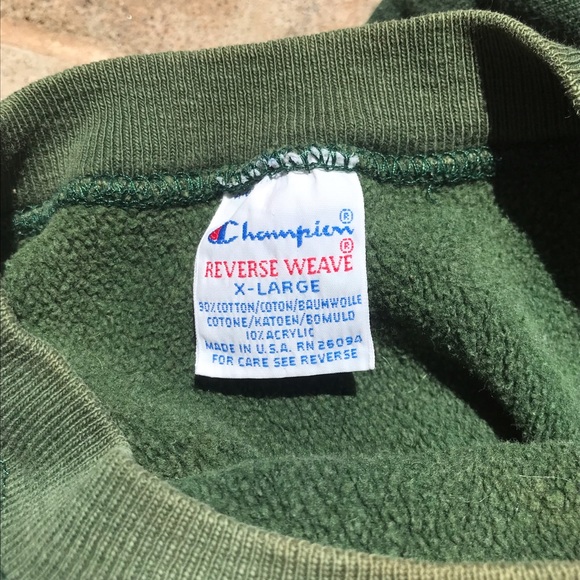 Champion®
REVERSE WEAVE®
X-LARGE
90% COTTON/COTON/BAUMWOLLE
COTONE/KATOEN/BOMULD
10% ACRYLIC
MADE IN U.S.A. RN 26094
FOR CARE SEE REVERSE